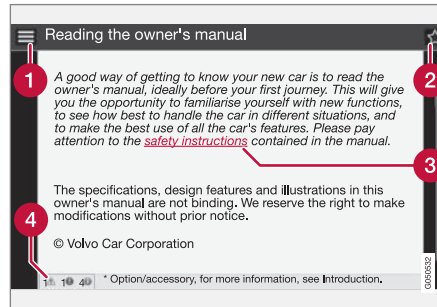 Reading the owner's manual
1
2
A good way of getting to know your new car is to read the
owner's manual, ideally before your first journey. This will give
you the opportunity to familiarise yourself with new functions,
to see how best to handle the car in different situations, and
to make the best use of all the car's features. Please pay
attention to the safety instructions contained in the manual.
3
The specifications, design features and illustrations in this
owner's manual are not binding. We reserve the right to make
modifications without prior notice.
4
© Volvo Car Corporation
1 1 4 * Option/accessory, for more information, see Introduction.
G050532